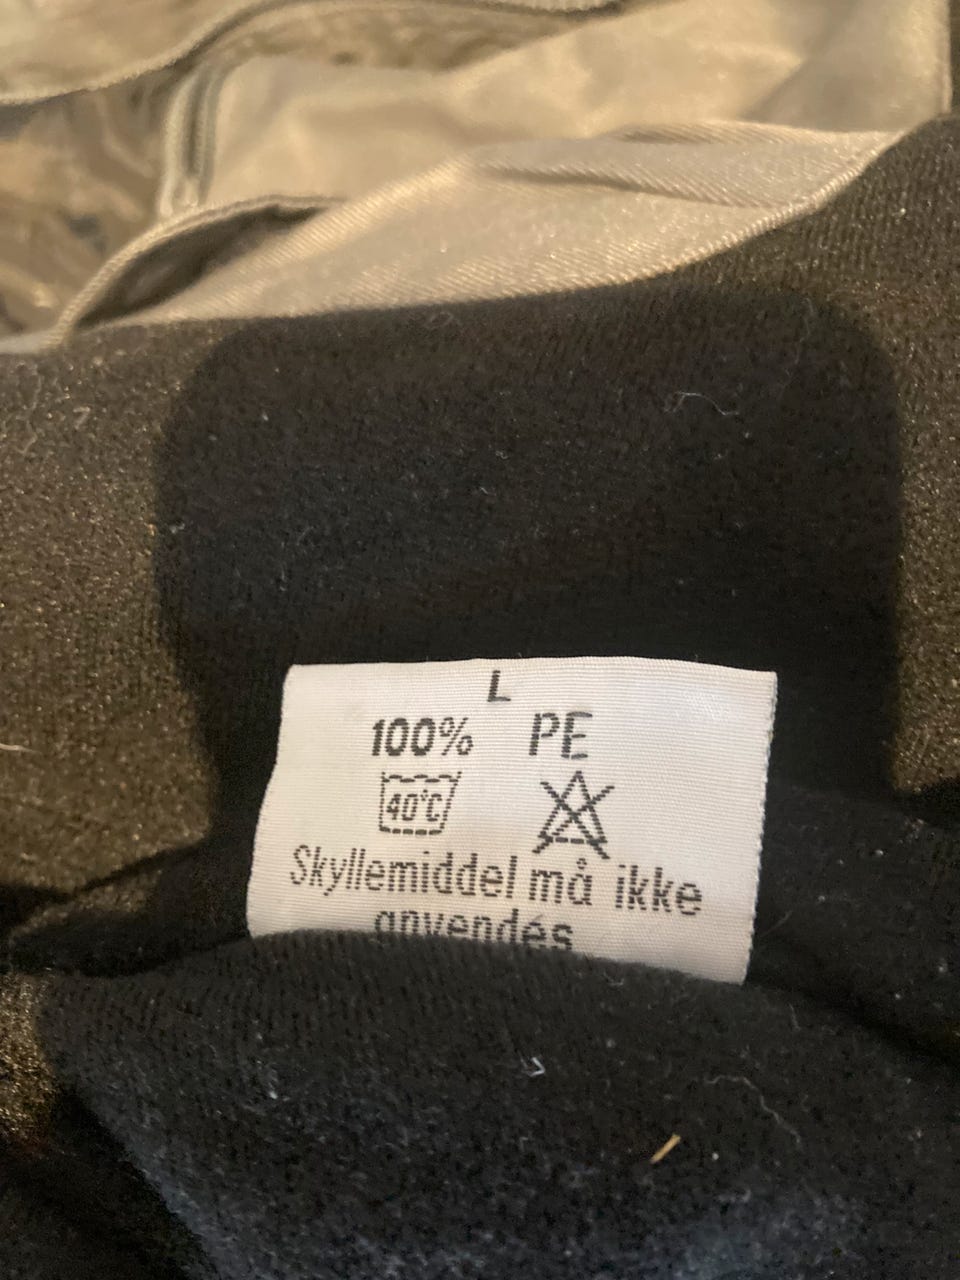 L
100% PE
40°C
Skyllemiddel må ikke
anvendes